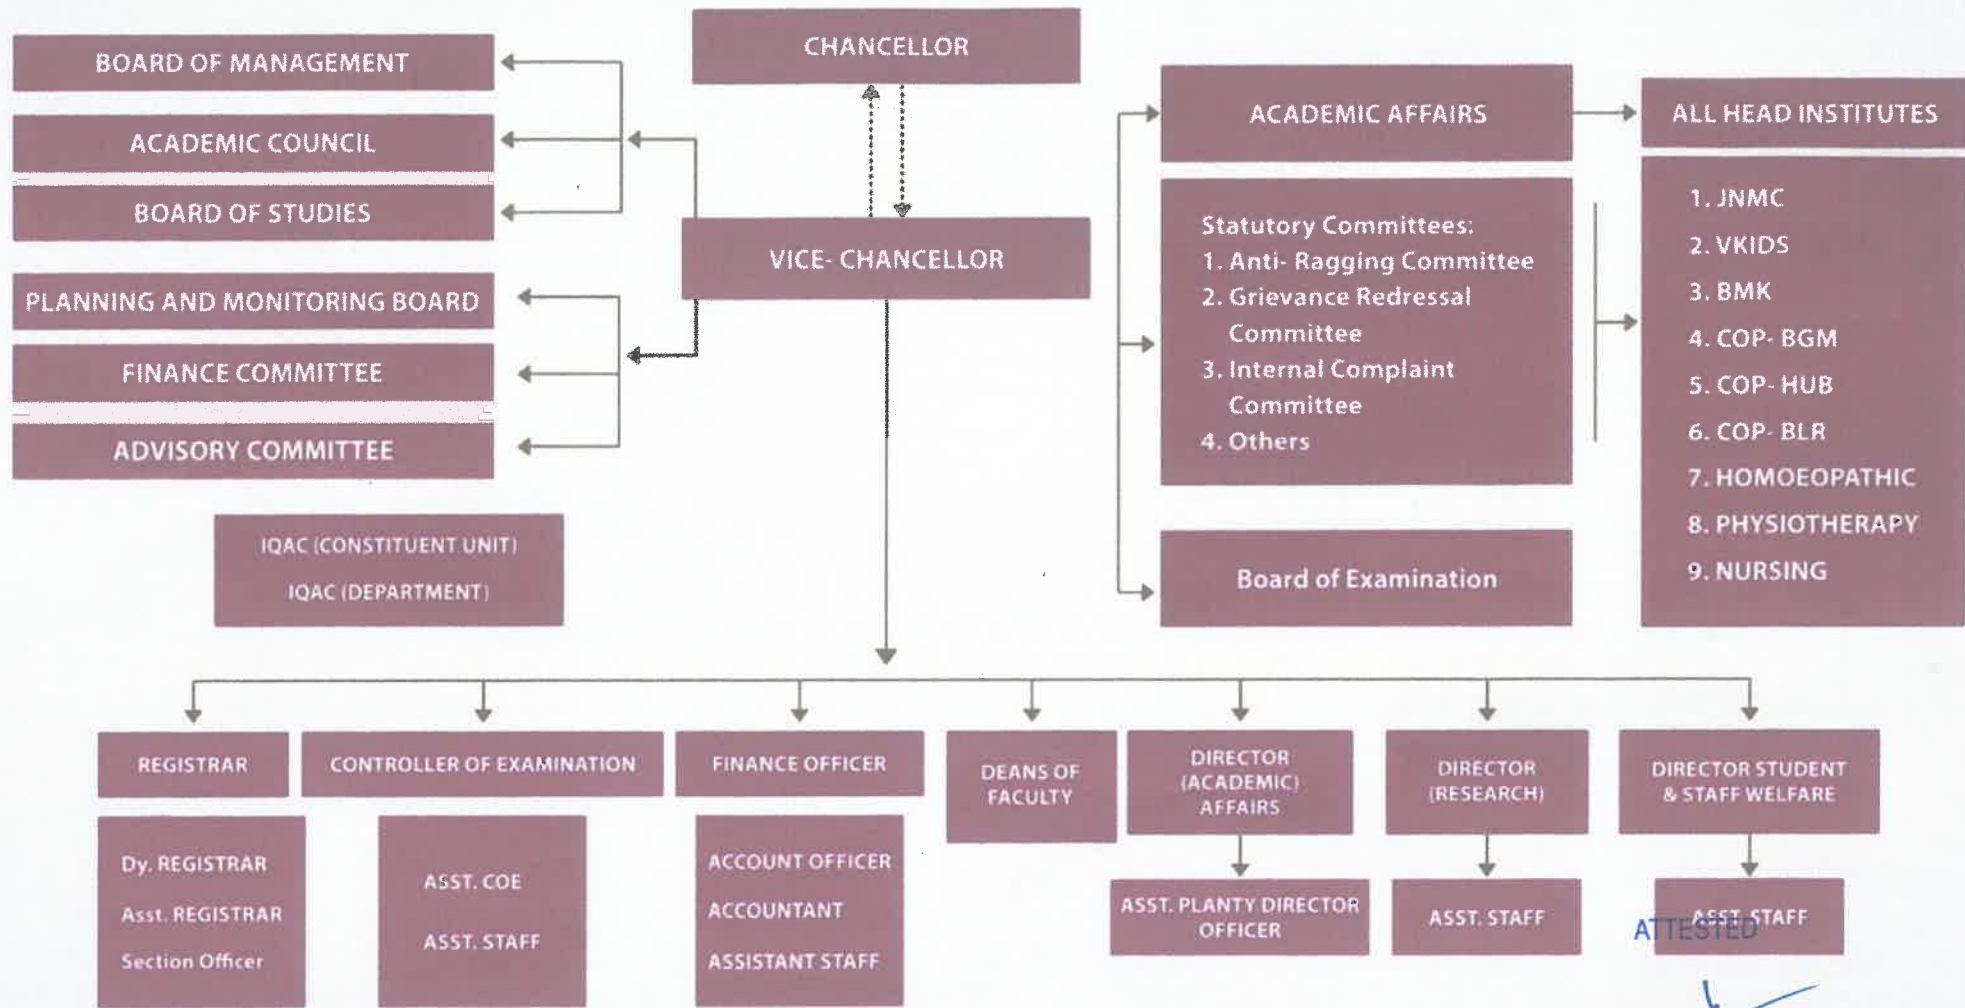 CHANCELLOR
BOARD OF MANAGEMENT
ACADEMIC COUNCIL
BOARD OF STUDIES
VICE- CHANCELLOR
PLANNING AND MONITORING BOARD
FINANCE COMMITTEE
ADVISORY COMMITTEE
IQAC (CONSTITUENT UNIT)
IQAC (DEPARTMENT)
ACADEMIC AFFAIRS
Statutory Committees:
1. Anti- Ragging Committee
2. Grievance Redressal
Committee
3. Internal Complaint
Committee
4. Others
Board of Examination
ALL HEAD INSTITUTES
1. JNMC
2. VKIDS
3. BMK
4. COP- BGM
5. COP- HUB
6. COP- BLR
7. HOMOEOPATHIC
8. PHYSIOTHERAPY
9. NURSING
REGISTRAR
Dy. REGISTRAR
Asst. REGISTRAR
Section Officer
CONTROLLER OF EXAMINATION
ASST. COE
ASST. STAFF
FINANCE OFFICER
ACCOUNT OFFICER
ACCOUNTANT
ASSISTANT STAFF
DEANS OF
FACULTY
DIRECTOR
(ACADEMIC)
AFFAIRS
ASST. PLANTY DIRECTOR
OFFICER
DIRECTOR
(RESEARCH)
ASST. STAFF
DIRECTOR STUDENT
& STAFF WELFARE
ASST. STAFF
ATTESTED